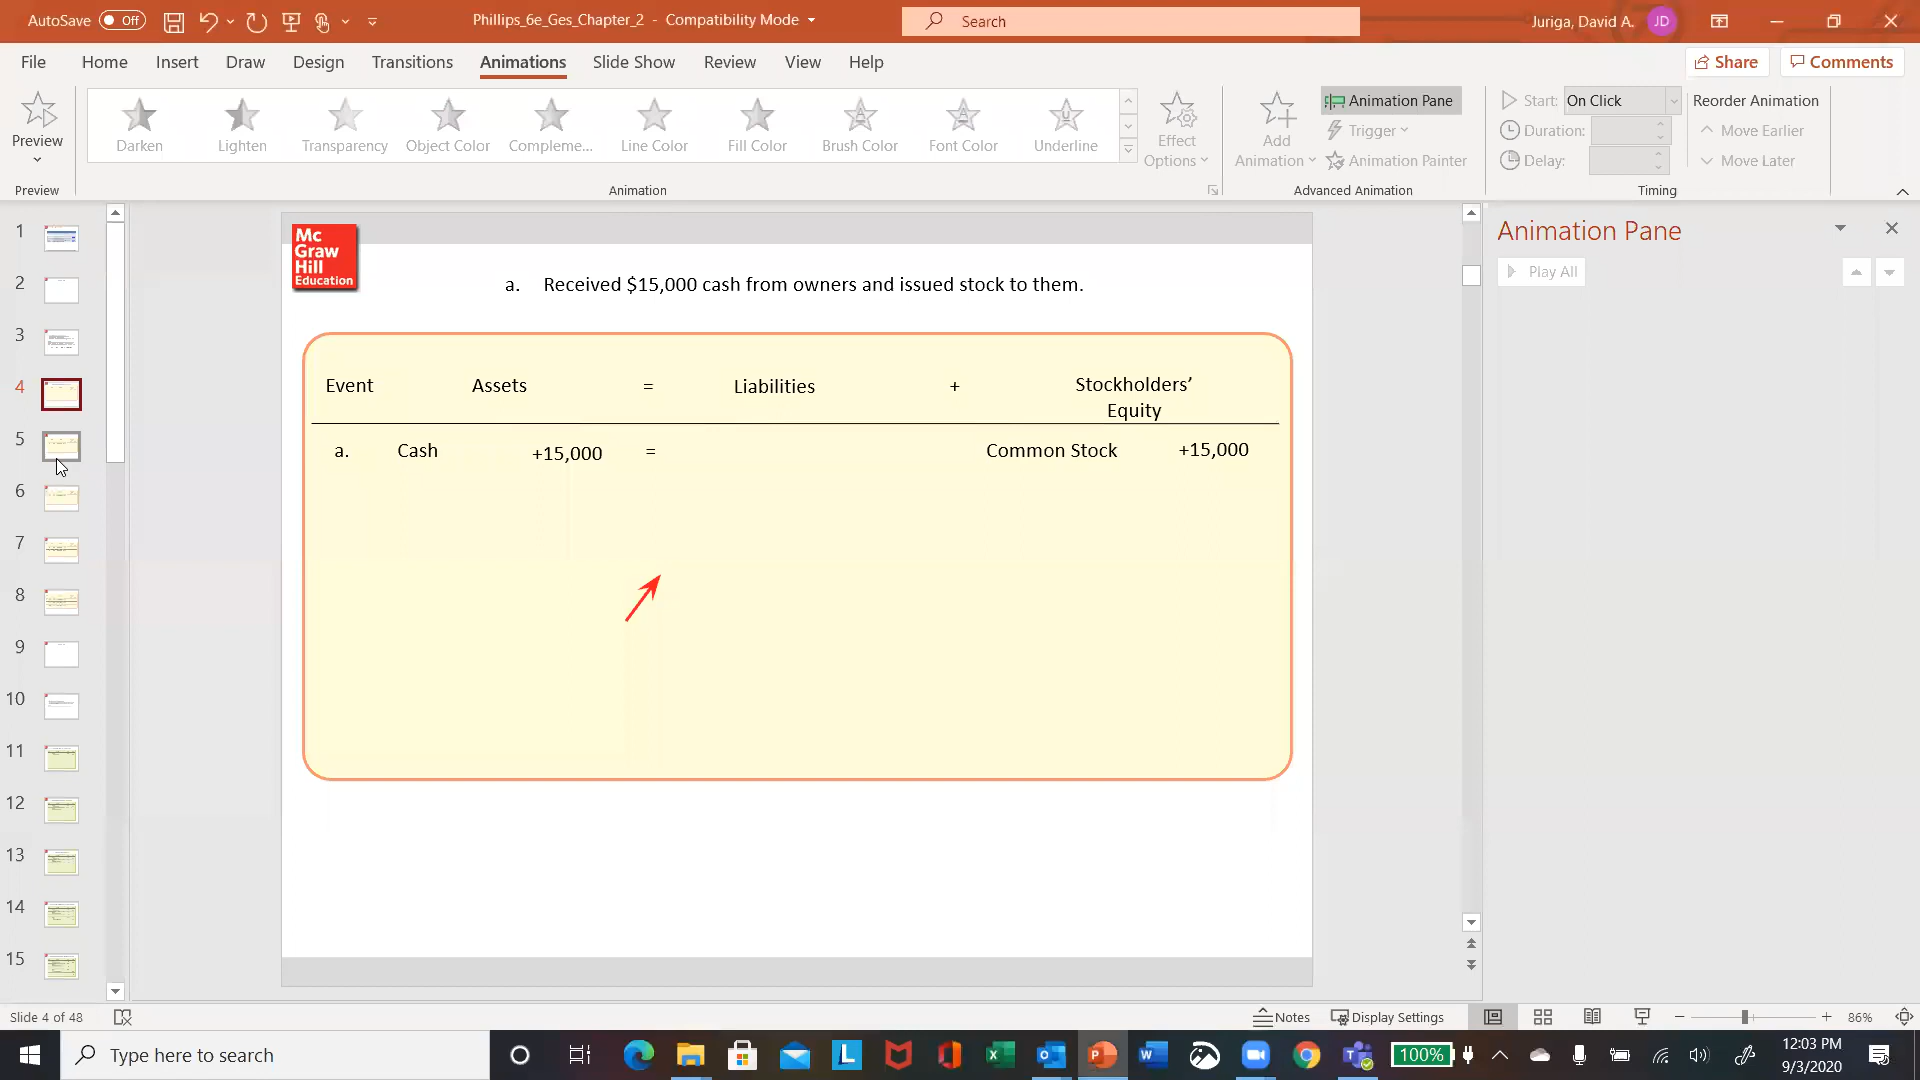 AutoSave Off Phillips_6e_Ges_Chapter_2 - Compatibility Mode Search Juriga, David A. JD
File Home Insert Draw Design Transitions Animations Slide Show Review View Help Share Comments
Preview
Darken Lighten Transparency Object Color Compleme... Line Color Fill Color Brush Color Font Color Underline
Effect
Options
Add
Animation
Animation Pane
Trigger
Animation Painter
Start: On Click
Duration:
Delay:
Reorder Animation
Move Earlier
Move Later
Preview Animation Advanced Animation Timing
1
2
3
4
5
6
7
8
9
10
11
12
13
14
15
Mc
Graw
Hill
Education
a. Received $15,000 cash from owners and issued stock to them.
Event Assets = Liabilities + Stockholders’
Equity
a. Cash +15,000 = Common Stock +15,000
Animation Pane
Play All
Slide 4 of 48 Notes Display Settings 86%
Type here to search 100% 12:03 PM
9/3/2020